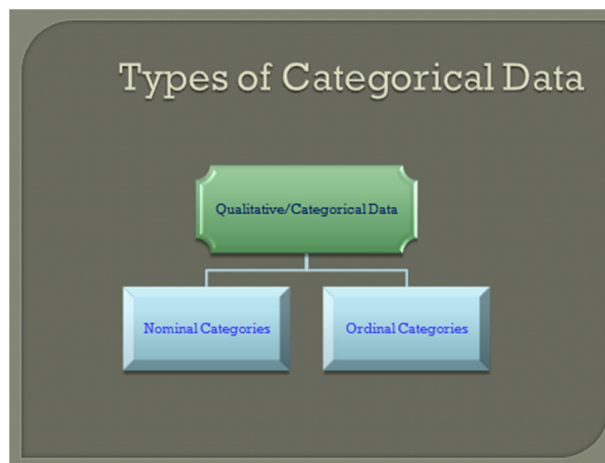 Types of Categorical Data
Qualitative/Categorical Data
Nominal Categories
Ordinal Categories